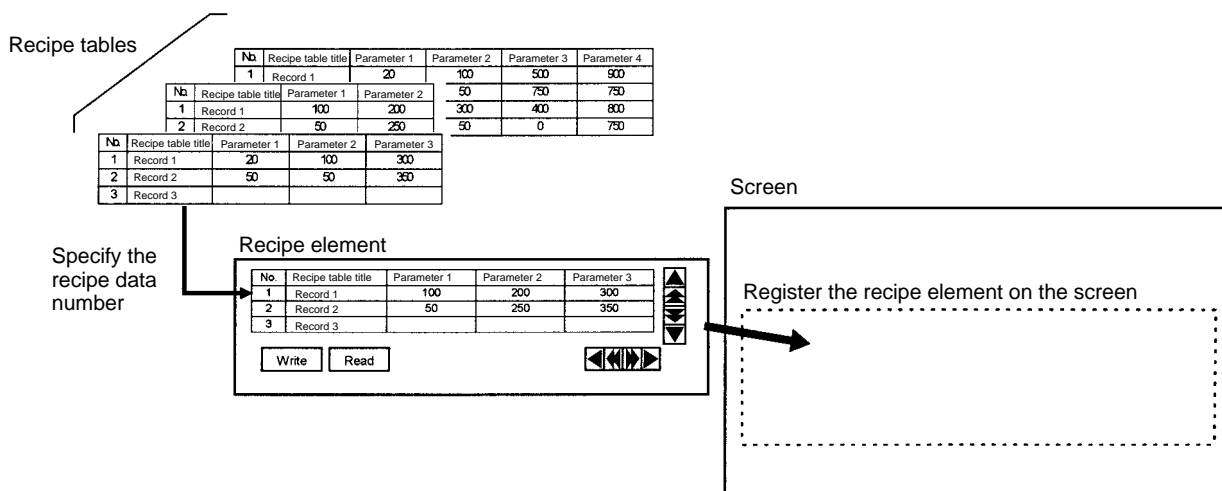 Recipe tables
No. Recipe table title Parameter 1 Parameter 2 Parameter 3 Parameter 4
1 Record 1 20 100 500 900
50 750 750
300 400 800
50 0 750
No. Recipe table title Parameter 1 Parameter 2
1 Record 1 100 200
2 Record 2 50 250
No. Recipe table title Parameter 1 Parameter 2 Parameter 3
1 Record 1 20 100 300
2 Record 2 50 50 350
3 Record 3
Specify the
recipe data
number
Recipe element
No. Recipe table title Parameter 1 Parameter 2 Parameter 3
1 Record 1 100 200 300
2 Record 2 50 250 350
3 Record 3
Write Read
Screen
Register the recipe element on the screen